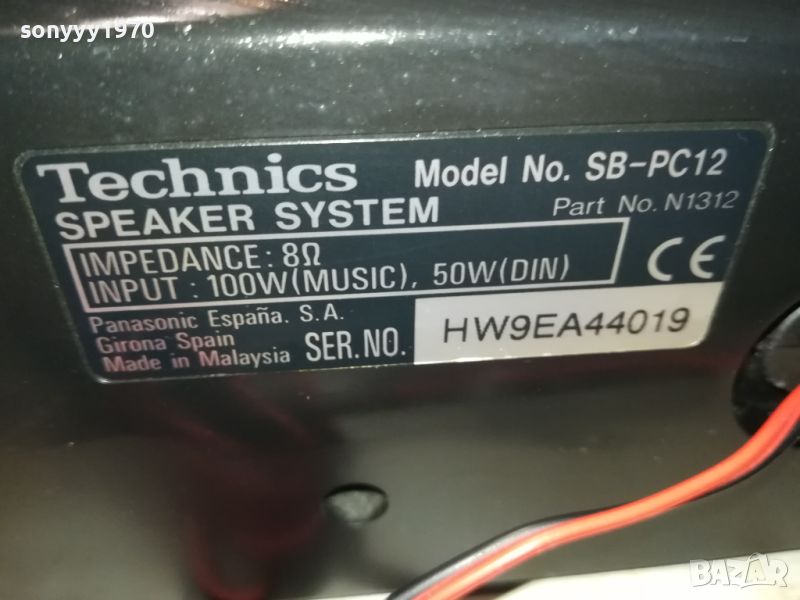 sonyyy1970
Technics Model No. SB-PC12
SPEAKER SYSTEM Part No. N1312
IMPEDANCE: 8Ω
INPUT : 100W(MUSIC), 50W(DIN)
CE
Panasonic España. S.A.
Girona Spain
Made in Malaysia SER.NO. HW9EA44019
BAZAR